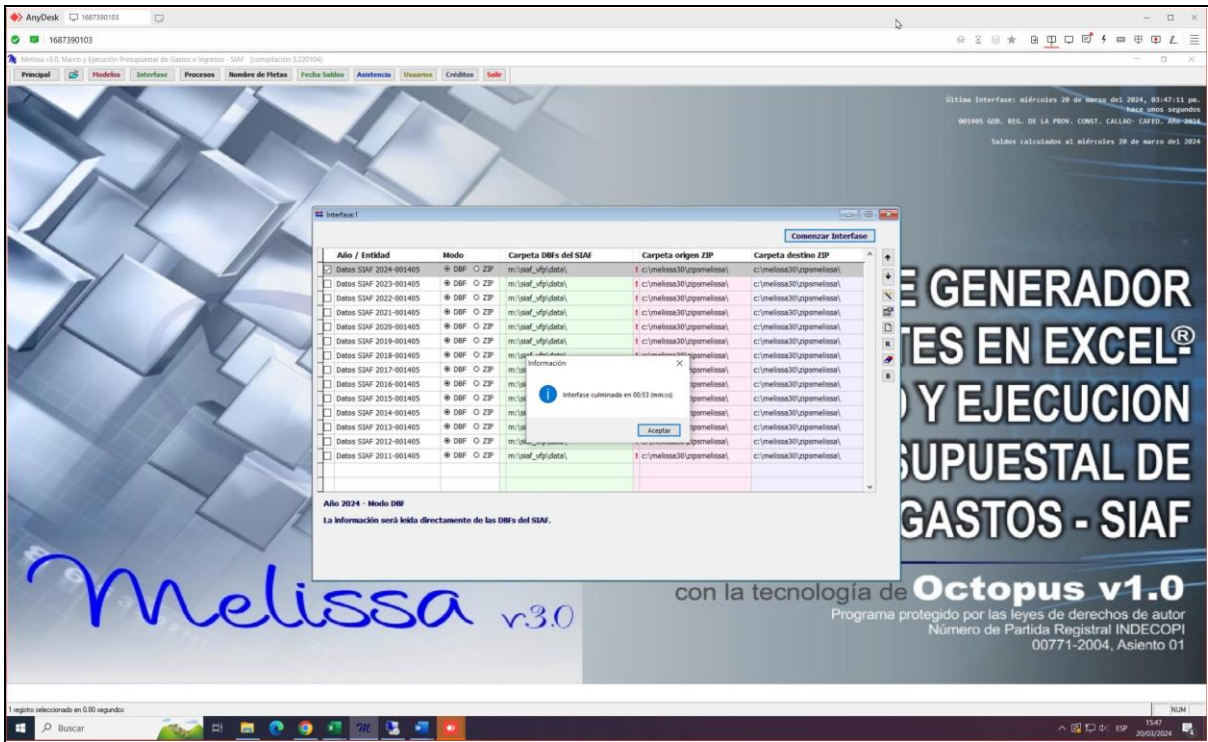 AnyDesk 1687390103
1687390103
Melissa v3.0, Marco y Ejecución Presupuestal de Gastos e Ingresos - SIAF (compilación 3.220104)
Principal Modelos Interfase Procesos Nombre de Metas Fecha Saldos Asistencia Usuarios Créditos Salir
Última Interfase: miércoles 20 de marzo del 2024, 03:47:11 pm.
hace unos segundos
001405 GOB. REG. DE LA PROV. CONST. CALLAO- CAFED. Año 2024
Saldos calculados al miércoles 20 de marzo del 2024
Interfase:1
Comenzar Interfase
Año / Entidad Modo Carpeta DBFs del SIAF Carpeta origen ZIP Carpeta destino ZIP
Datos SIAF 2024-001405 DBF ZIP m:\siaf_vfp\data\ ! c:\melissa30\zipsmelissa\ c:\melissa30\zipsmelissa\
Datos SIAF 2023-001405 DBF ZIP m:\siaf_vfp\data\ ! c:\melissa30\zipsmelissa\ c:\melissa30\zipsmelissa\
Datos SIAF 2022-001405 DBF ZIP m:\siaf_vfp\data\ ! c:\melissa30\zipsmelissa\ c:\melissa30\zipsmelissa\
Datos SIAF 2021-001405 DBF ZIP m:\siaf_vfp\data\ ! c:\melissa30\zipsmelissa\ c:\melissa30\zipsmelissa\
Datos SIAF 2020-001405 DBF ZIP m:\siaf_vfp\data\ ! c:\melissa30\zipsmelissa\ c:\melissa30\zipsmelissa\
Datos SIAF 2019-001405 DBF ZIP m:\siaf_vfp\data\ ! c:\melissa30\zipsmelissa\ c:\melissa30\zipsmelissa\
Datos SIAF 2018-001405 DBF ZIP c:\melissa30\zipsmelissa\
Datos SIAF 2017-001405 DBF ZIP m:\si psmelissa\ c:\melissa30\zipsmelissa\
Datos SIAF 2016-001405 DBF ZIP m:\si psmelissa\ c:\melissa30\zipsmelissa\
Datos SIAF 2015-001405 DBF ZIP m:\si psmelissa\ c:\melissa30\zipsmelissa\
Datos SIAF 2014-001405 DBF ZIP m:\si psmelissa\ c:\melissa30\zipsmelissa\
Datos SIAF 2013-001405 DBF ZIP m:\si psmelissa\ c:\melissa30\zipsmelissa\
Datos SIAF 2012-001405 DBF ZIP c:\melissa30\zipsmelissa\
Datos SIAF 2011-001405 DBF ZIP m:\siaf_vfp\data\ ! c:\melissa30\zipsmelissa\ c:\melissa30\zipsmelissa\
Información
Interfase culminada en 00:53 (mm:ss)
Aceptar
R
B
Año 2024 - Modo DBF
La información será leída directamente de las DBFs del SIAF.
E GENERADOR
TES EN EXCEL®
Y EJECUCION
SUPUESTAL DE
GASTOS - SIAF
Melissa v3.0
con la tecnología de Octopus v1.0
Programa protegido por las leyes de derechos de autor
Número de Partida Registral INDECOPI
00771-2004, Asiento 01
1 registro seleccionado en 0.00 segundos
NUM
Buscar
ESP
15:47
20/03/2024